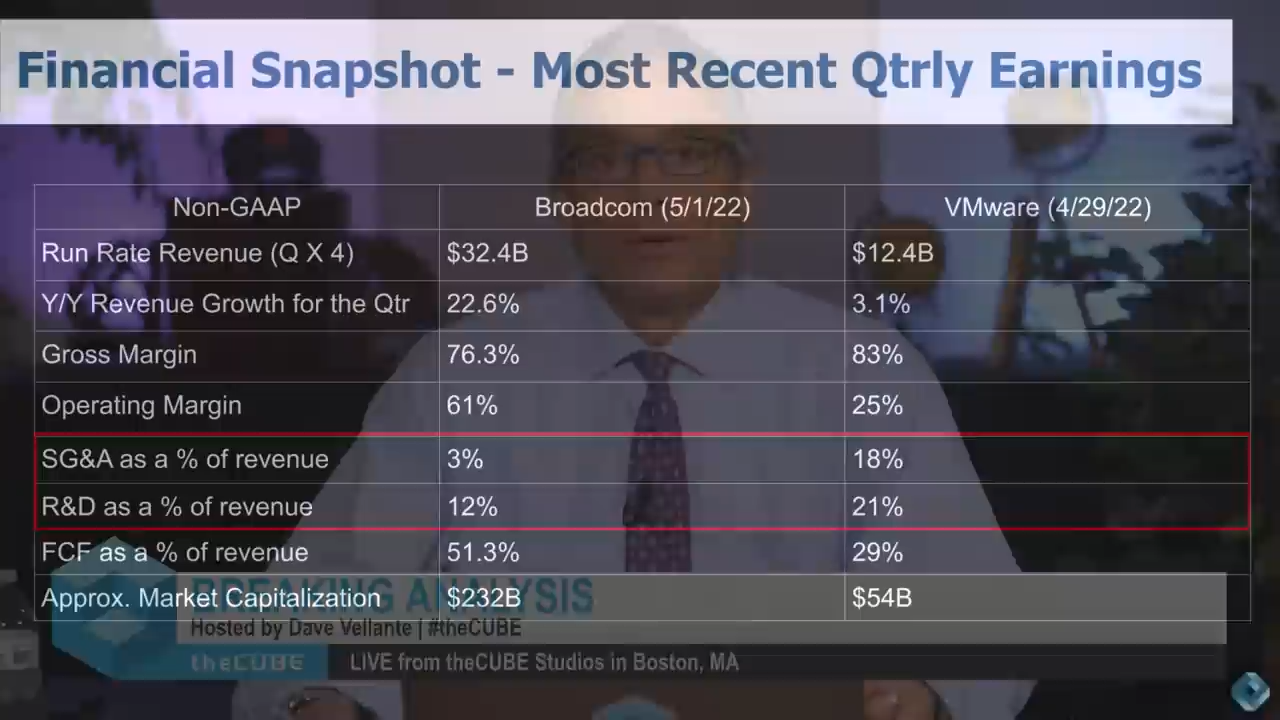 Financial Snapshot - Most Recent Qtrly Earnings
Non-GAAP Broadcom (5/1/22) VMware (4/29/22)
Run Rate Revenue (Q X 4) $32.4B $12.4B
Y/Y Revenue Growth for the Qtr 22.6% 3.1%
Gross Margin 76.3% 83%
Operating Margin 61% 25%
SG&A as a % of revenue 3% 18%
R&D as a % of revenue 12% 21%
FCF as a % of revenue 51.3% 29%
Approx. Market Capitalization $232B $54B
BREAKING ANALYSIS
Hosted by Dave Vellante | #theCUBE
theCUBE LIVE from theCUBE Studios in Boston, MA